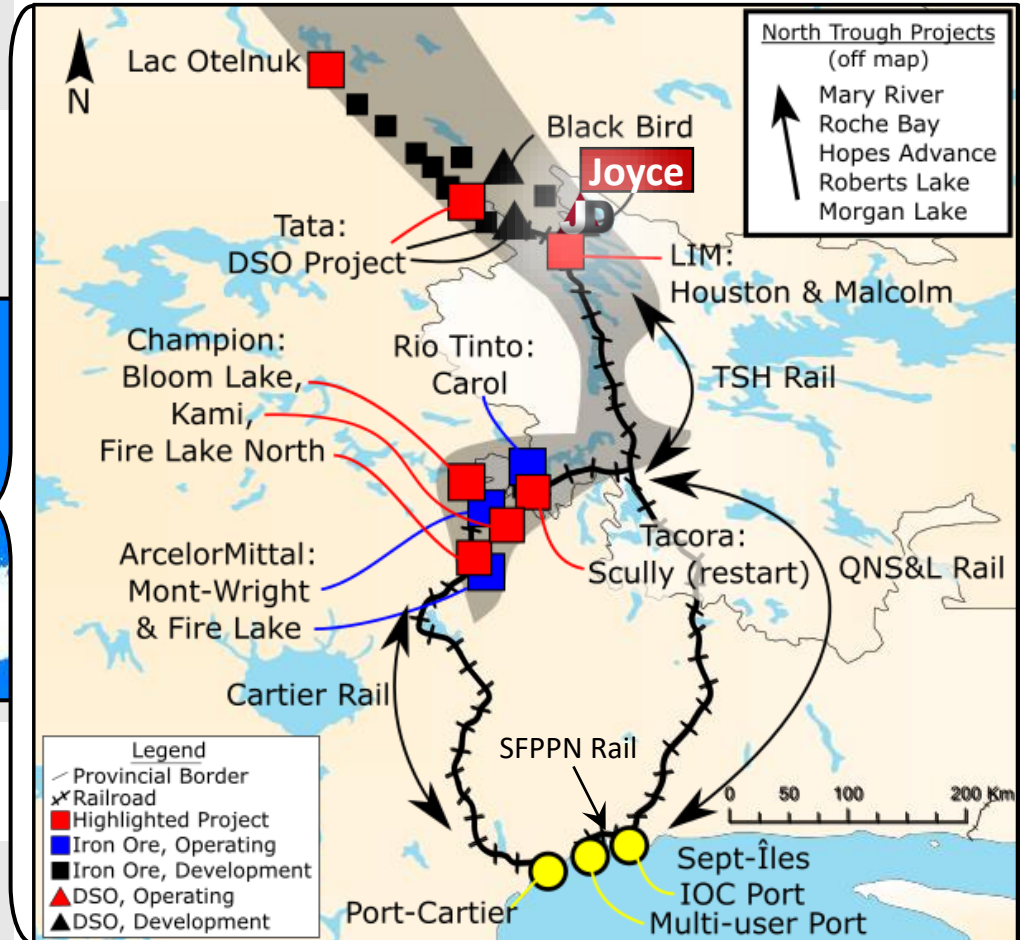 North Trough Projects
(off map)
Mary River
Roche Bay
Hopes Advance
Roberts Lake
Morgan Lake
N
Lac Otelnuk
Black Bird
Joyce
JD
Tata:
DSO Project
LIM:
Houston & Malcolm
Champion:
Bloom Lake,
Kami,
Fire Lake North
Rio Tinto:
Carol
TSH Rail
ArcelorMittal:
Mont-Wright
& Fire Lake
Tacora:
Scully (restart)
QNS&L Rail
Cartier Rail
SFPPN Rail
0 50 100 200 Km
Legend
Provincial Border
Railroad
Highlighted Project
Iron Ore, Operating
Iron Ore, Development
DSO, Operating
DSO, Development
Sept-Îles
IOC Port
Multi-user Port
Port-Cartier